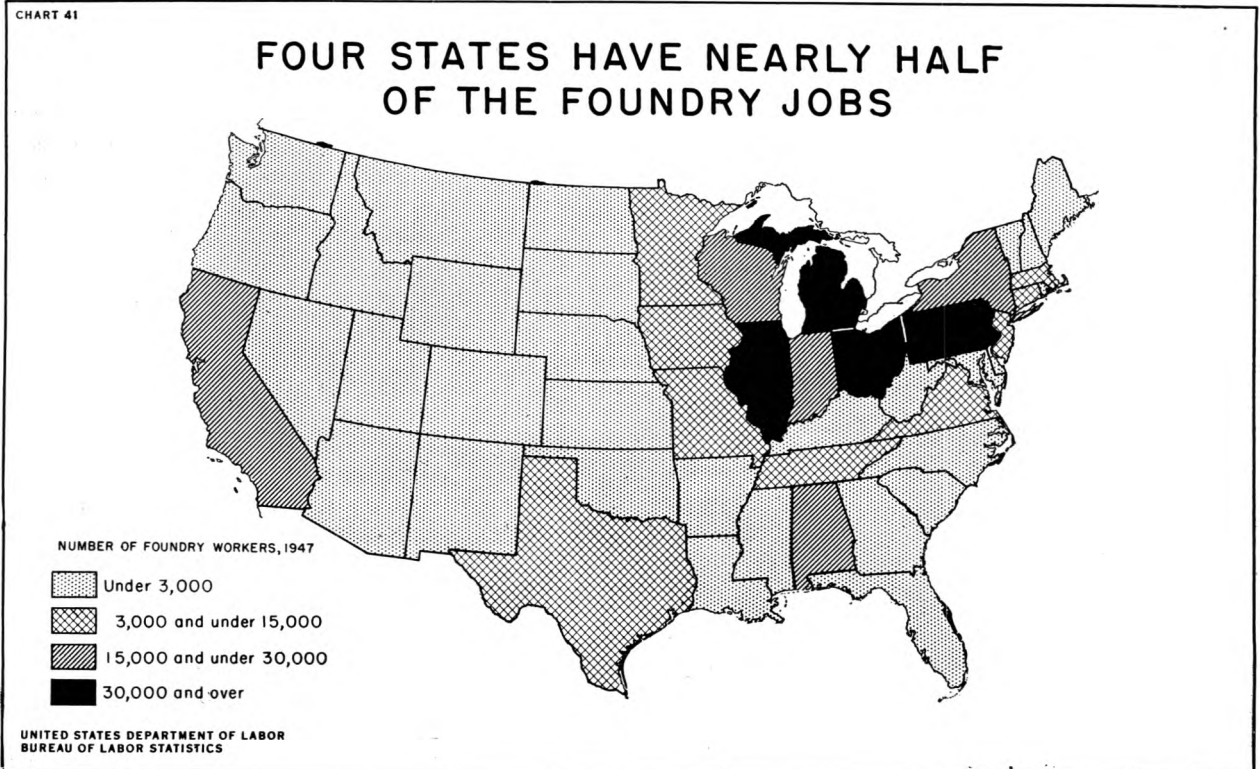 CHART 41
FOUR STATES HAVE NEARLY HALF
OF THE FOUNDRY JOBS
NUMBER OF FOUNDRY WORKERS, 1947
Under 3,000
3,000 and under 15,000
15,000 and under 30,000
30,000 and over
UNITED STATES DEPARTMENT OF LABOR
BUREAU OF LABOR STATISTICS